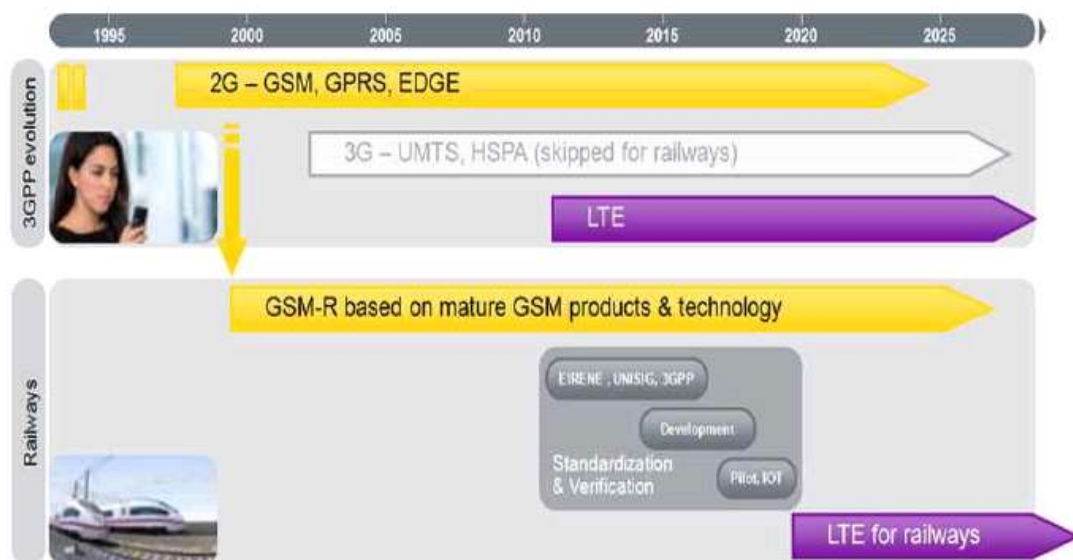 1995 2000 2005 2010 2015 2020 2025
3GPP evolution
2G – GSM, GPRS, EDGE
3G – UMTS, HSPA (skipped for railways)
LTE
Railways
GSM-R based on mature GSM products & technology
EIRENE , UNISIG, 3GPP
Development
Standardization
& Verification
Pilot, IOT
LTE for railways